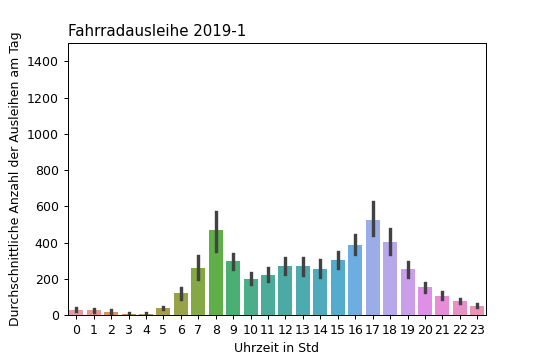 Fahrradausleihe 2019-1
Durchschnittliche Anzahl der Ausleihen am Tag
1400
1200
1000
800
600
400
200
0
0 1 2 3 4 5 6 7 8 9 10 11 12 13 14 15 16 17 18 19 20 21 22 23
Uhrzeit in Std